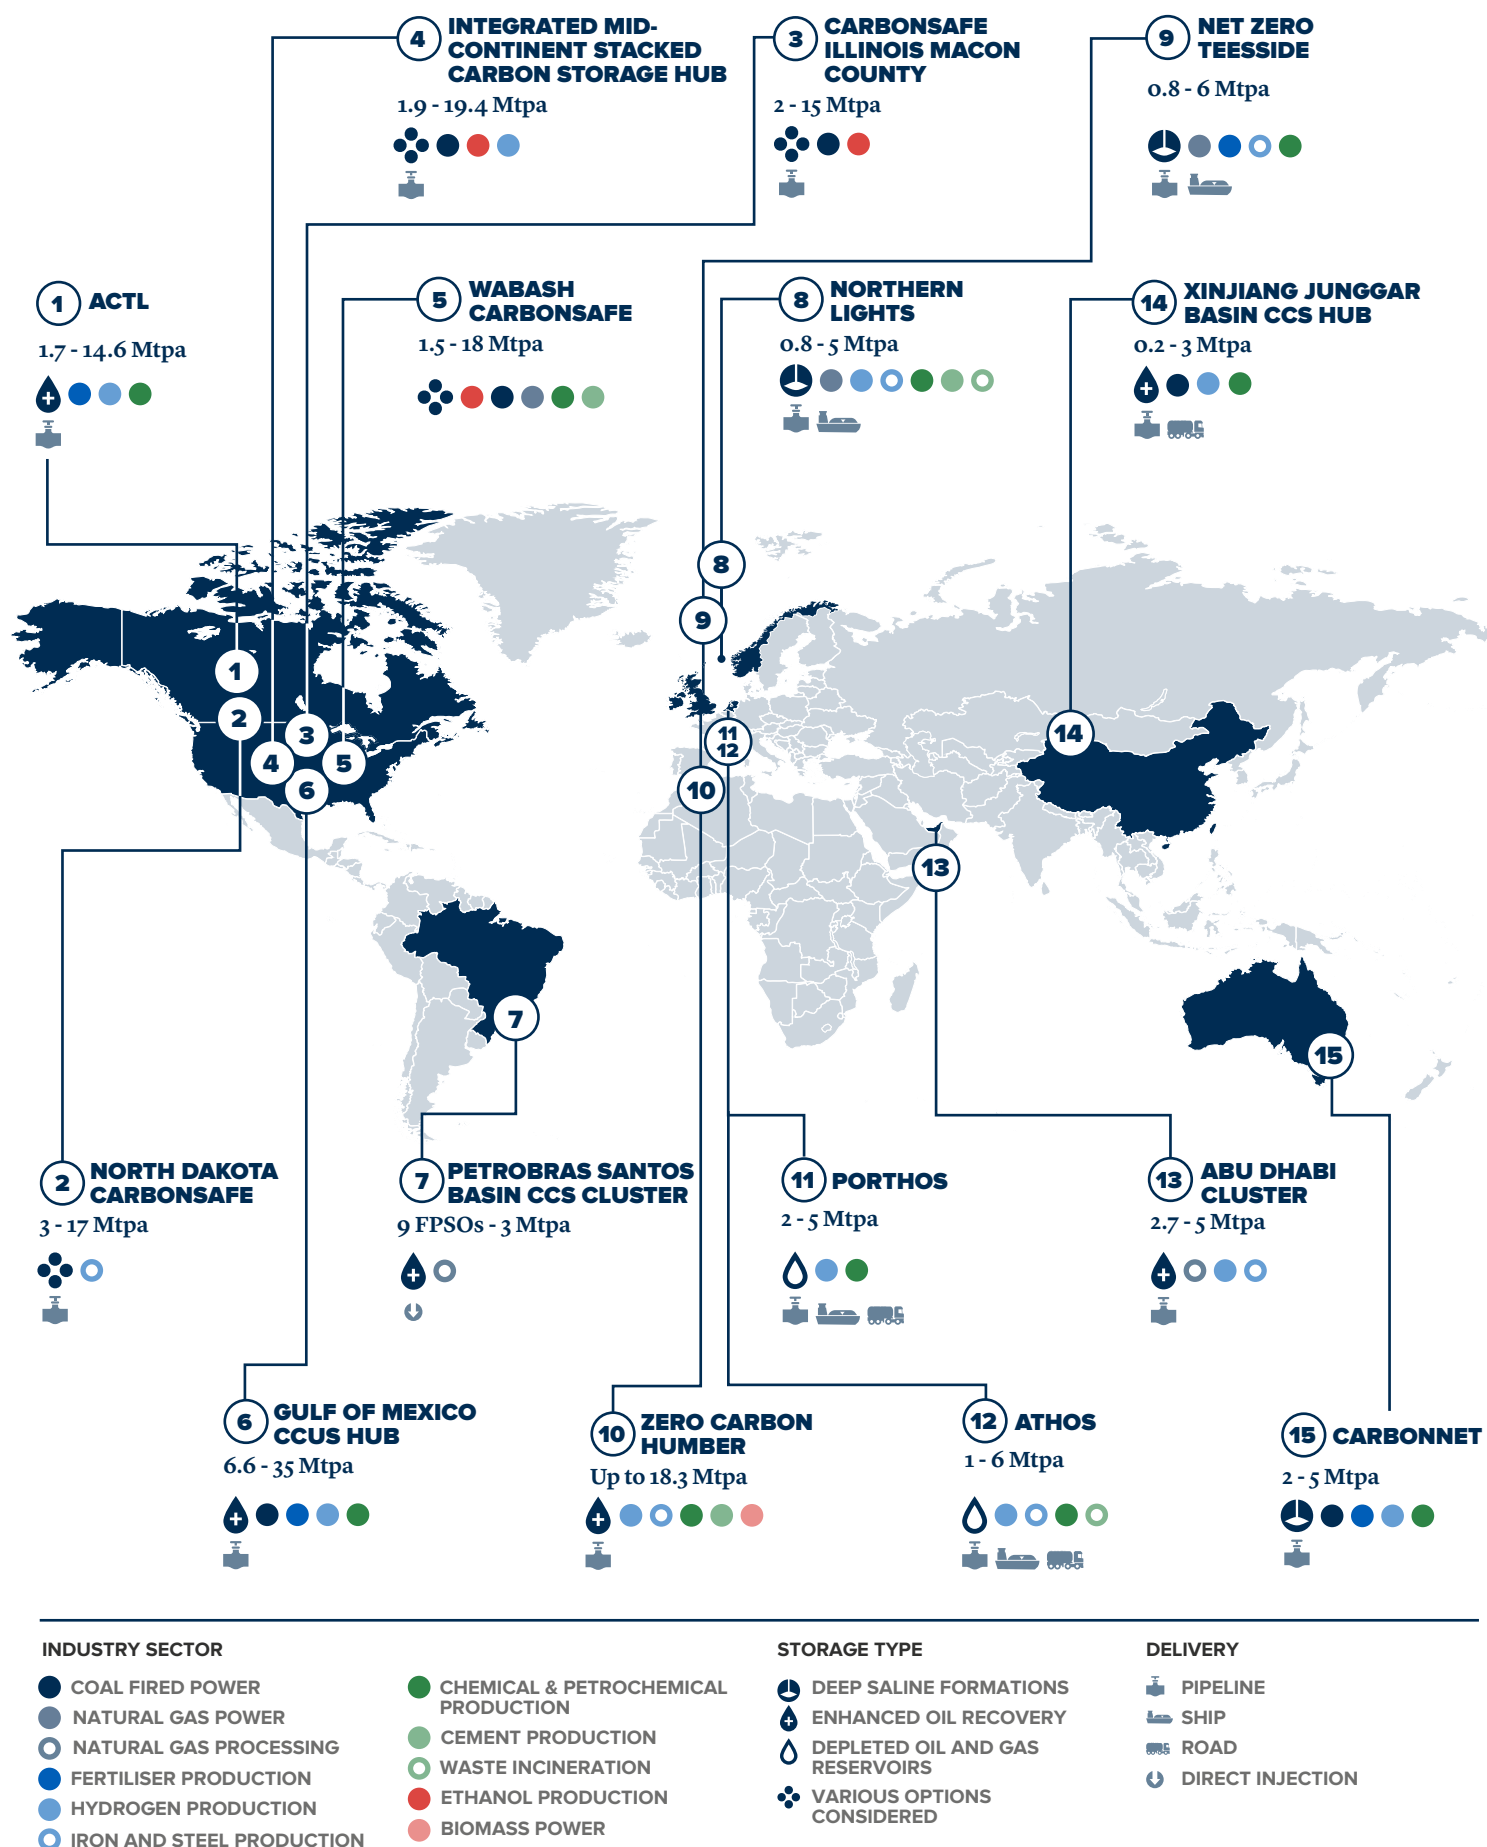 4
INTEGRATED MID-
CONTINENT STACKED
CARBON STORAGE HUB
1.9 - 19.4 Mtpa
3
CARBONSAFE
ILLINOIS MACON
COUNTY
2 - 15 Mtpa
9
NET ZERO
TEESSIDE
0.8 - 6 Mtpa
1
ACTL
1.7 - 14.6 Mtpa
5
WABASH
CARBONSAFE
1.5 - 18 Mtpa
8
NORTHERN
LIGHTS
0.8 - 5 Mtpa
14
XINJIANG JUNGGAR
BASIN CCS HUB
0.2 - 3 Mtpa
8
9
1
2
3
4
5
6
11
12
10
14
13
7
15
2
NORTH DAKOTA
CARBONSAFE
3 - 17 Mtpa
7
PETROBRAS SANTOS
BASIN CCS CLUSTER
9 FPSOs - 3 Mtpa
11
PORTHOS
2 - 5 Mtpa
13
ABU DHABI
CLUSTER
2.7 - 5 Mtpa
6
GULF OF MEXICO
CCUS HUB
6.6 - 35 Mtpa
10
ZERO CARBON
HUMBER
Up to 18.3 Mtpa
12
ATHOS
1 - 6 Mtpa
15
CARBONNET
2 - 5 Mtpa
INDUSTRY SECTOR
COAL FIRED POWER
NATURAL GAS POWER
NATURAL GAS PROCESSING
FERTILISER PRODUCTION
HYDROGEN PRODUCTION
IRON AND STEEL PRODUCTION
CHEMICAL & PETROCHEMICAL
PRODUCTION
CEMENT PRODUCTION
WASTE INCINERATION
ETHANOL PRODUCTION
BIOMASS POWER
STORAGE TYPE
DEEP SALINE FORMATIONS
ENHANCED OIL RECOVERY
DEPLETED OIL AND GAS
RESERVOIRS
VARIOUS OPTIONS
CONSIDERED
DELIVERY
PIPELINE
SHIP
ROAD
DIRECT INJECTION